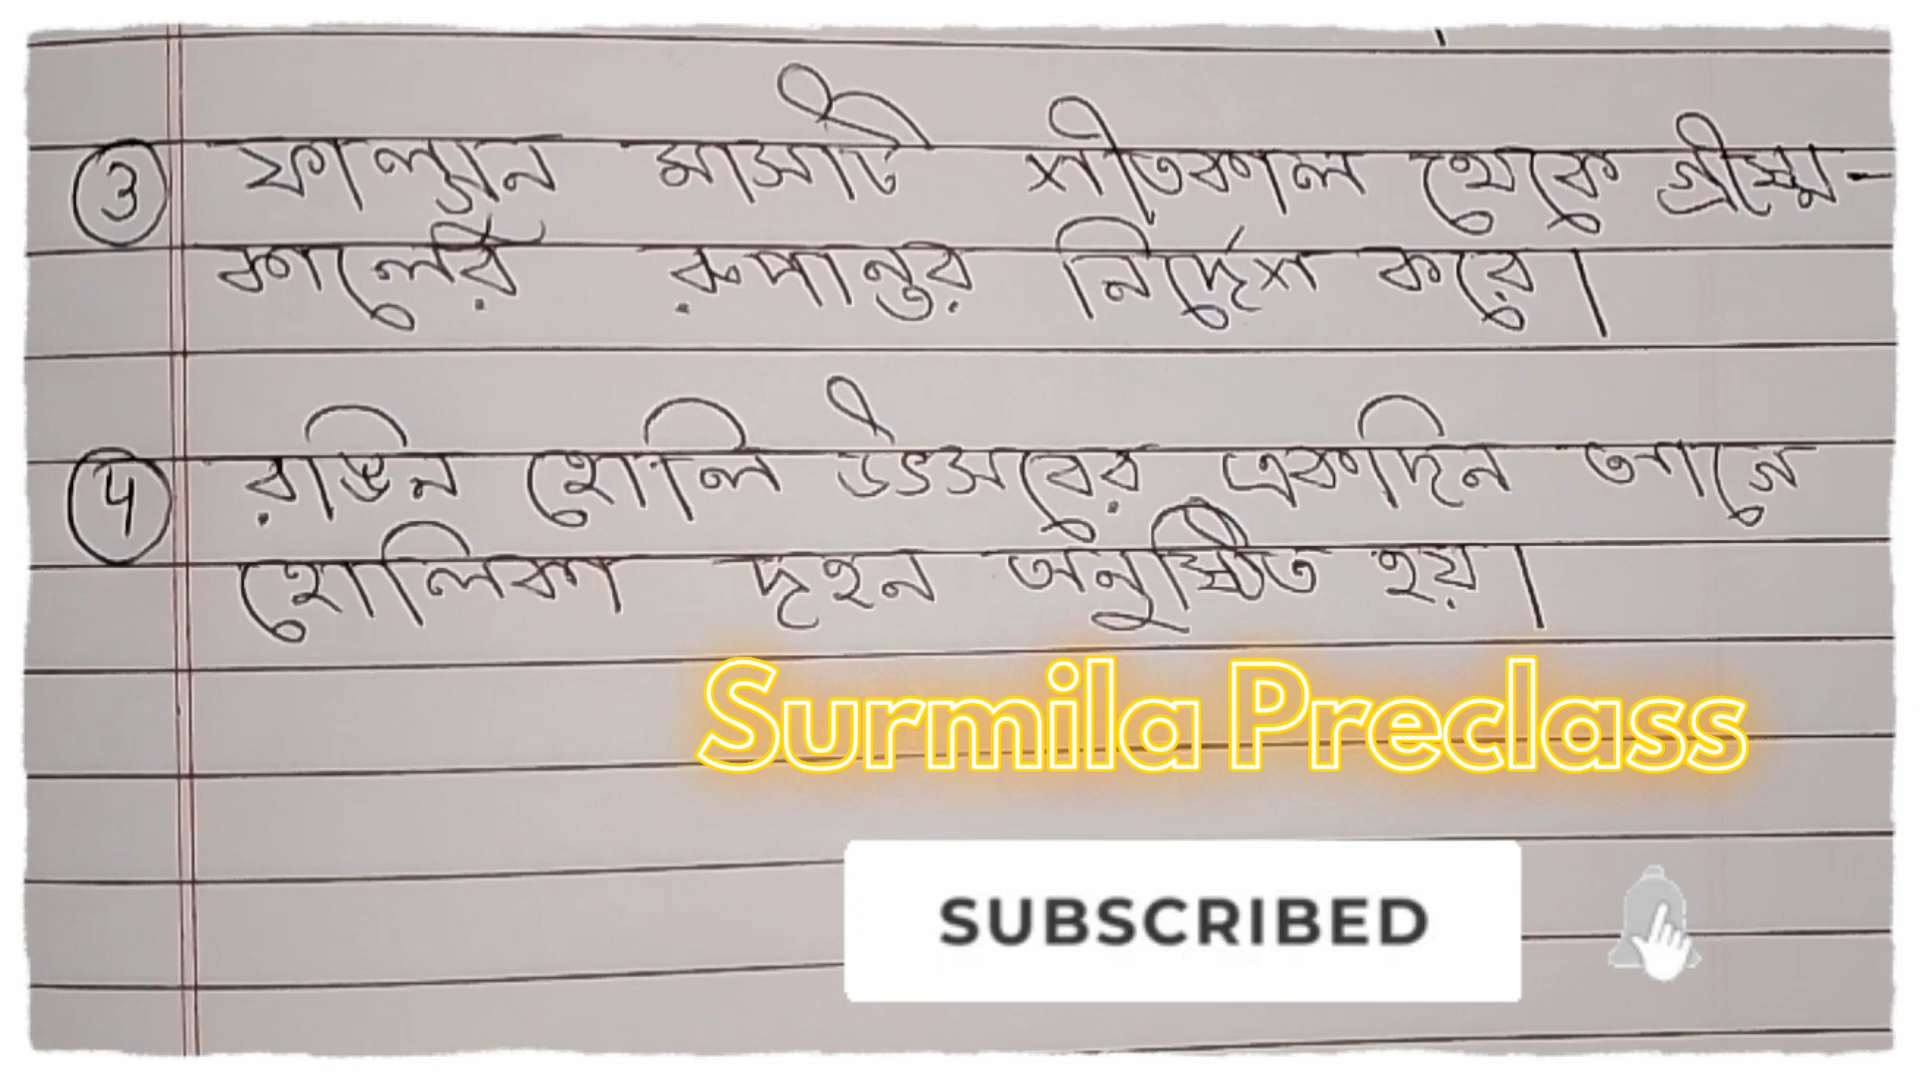 ③ ফাল্গুন মাসটি শীতকাল থেকে গ্রীষ্ম-
কালের রুপান্তর নির্দেশ করে।
④ রঙিন হোলি উৎসবের একদিন আগে
হোলিকা দহন অনুষ্ঠিত হয়।
Surmila Preclass
SUBSCRIBED